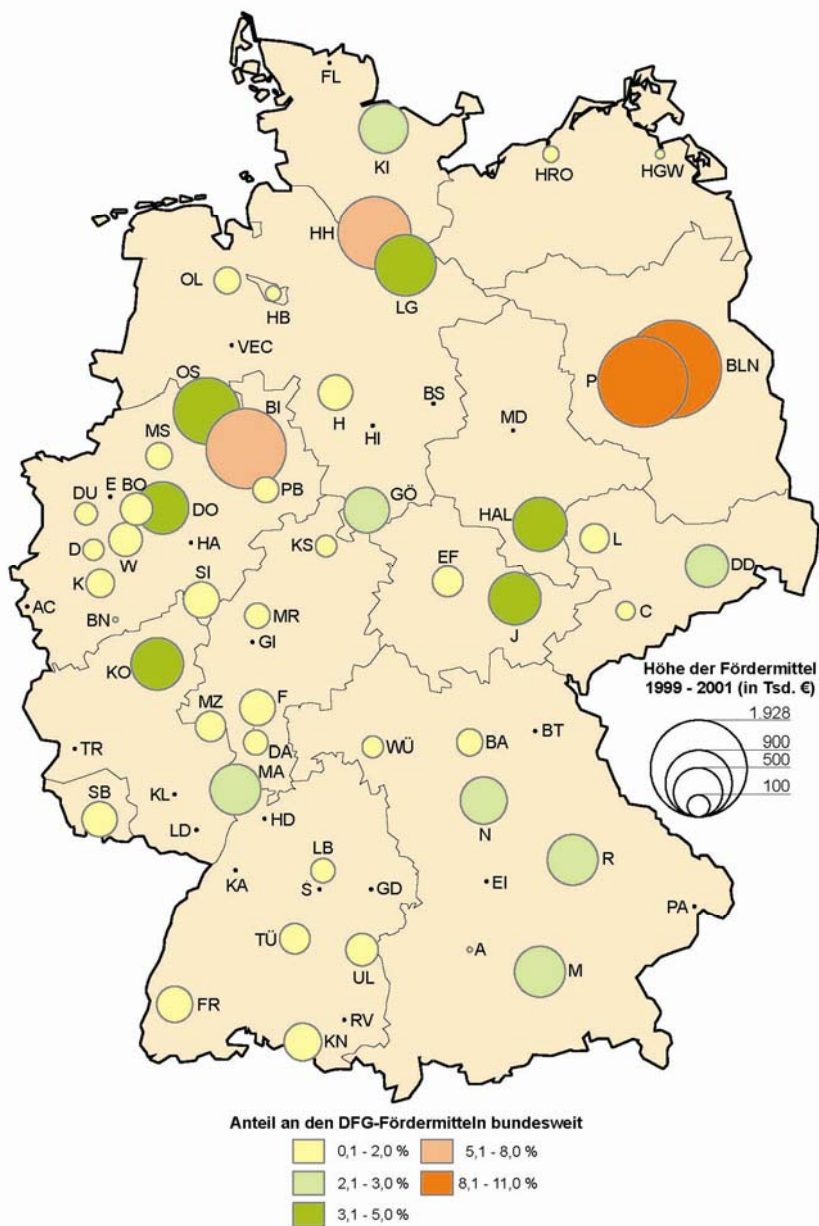 FL
KI
HRO
HGW
HH
LG
OL
HB
VEC
OS
BI
H
HI
BS
MD
P
BLN
MS
E
BO
DU
DO
PB
GÖ
HAL
L
D
W
HA
KS
EF
DD
K
SI
AC
BN
MR
GI
J
C
KO
MZ
F
DA
TR
MA
WÜ
BA
BT
SB
KL
LD
HD
N
LB
KA
S
GD
R
EI
PA
TÜ
UL
A
M
FR
RV
KN
Höhe der Fördermittel
1999 - 2001 (in Tsd. €)
1.928
900
500
100
Anteil an den DFG-Fördermitteln bundesweit
0,1 - 2,0 %
5,1 - 8,0 %
2,1 - 3,0 %
8,1 - 11,0 %
3,1 - 5,0 %